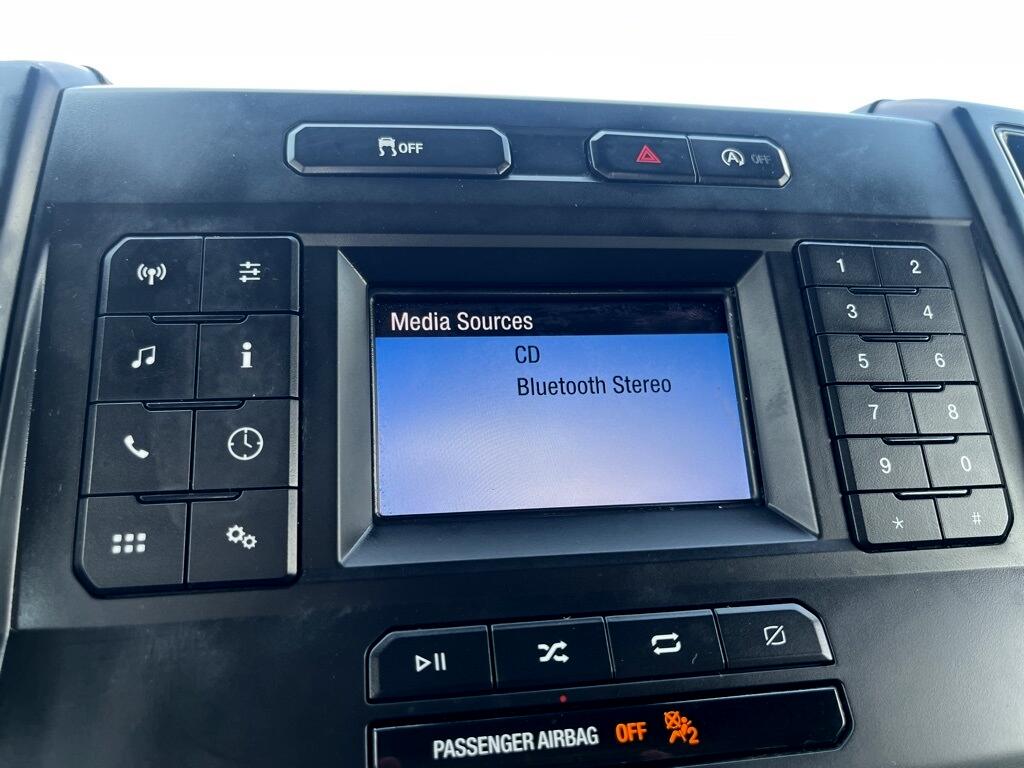 OFF
A OFF
Media Sources
CD
Bluetooth Stereo
i
1 2
3 4
5 6
7 8
9 0
* #
PASSENGER AIRBAG OFF 2